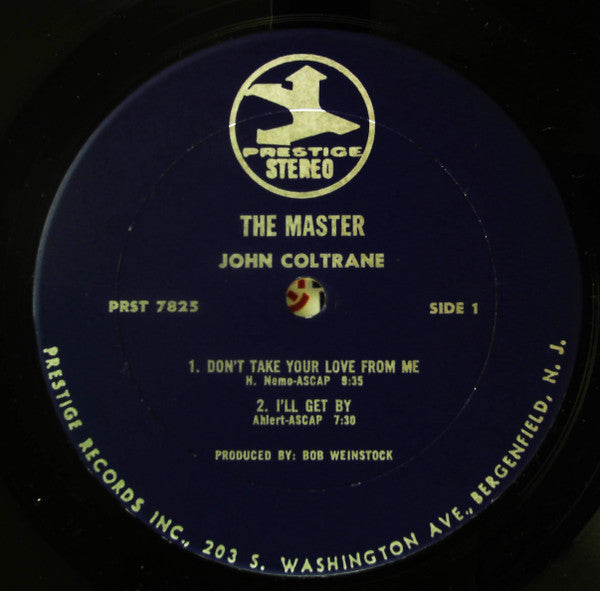 PRESTIGE
STEREO
THE MASTER
JOHN COLTRANE
PRST 7825
SIDE 1
1. DON'T TAKE YOUR LOVE FROM ME
H. Nemo-ASCAP 9:35
2. I'LL GET BY
Ahlert-ASCAP 7:30
PRODUCED BY: BOB WEINSTOCK
PRESTIGE RECORDS INC., 203 S. WASHINGTON AVE., BERGENFIELD, N. J.